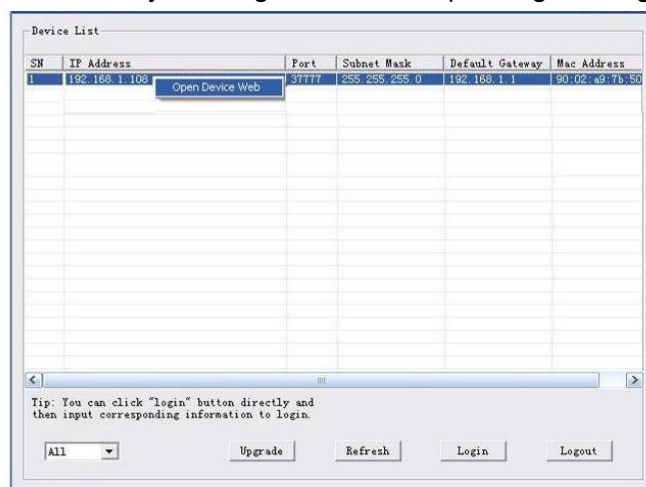 Device List
SN IP Address Port Subnet Mask Default Gateway Mac Address
1 192.168.1.108 37777 255.255.255.0 192.168.1.1 90:02:a9:7b:50
Open Device Web
Tip: You can click "login" button directly and
then input corresponding information to login.
All Upgrade Refresh Login Logout